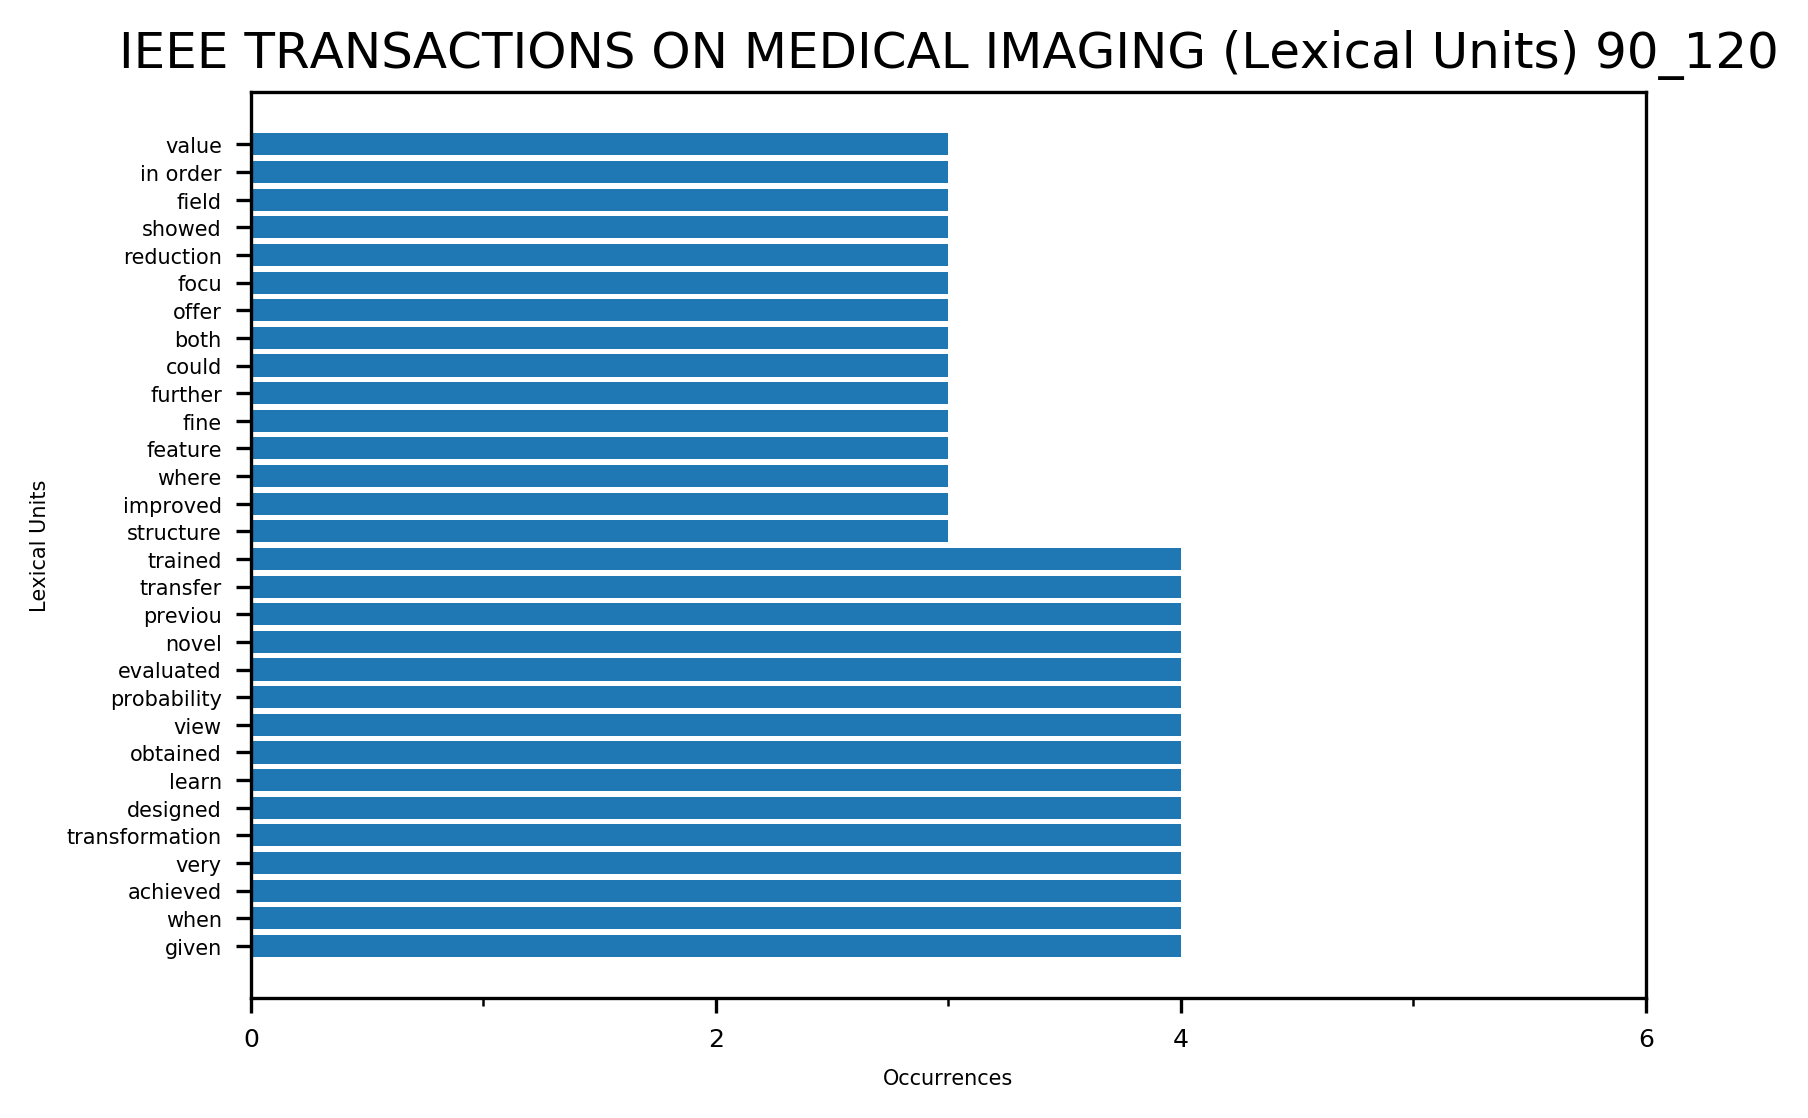 IEEE TRANSACTIONS ON MEDICAL IMAGING (Lexical Units) 90_120
value
in order
field
showed
reduction
focu
offer
both
could
further
fine
feature
where
improved
structure
trained
transfer
previou
novel
evaluated
probability
view
obtained
learn
designed
transformation
very
achieved
when
given
Lexical Units
0 2 4 6
Occurrences